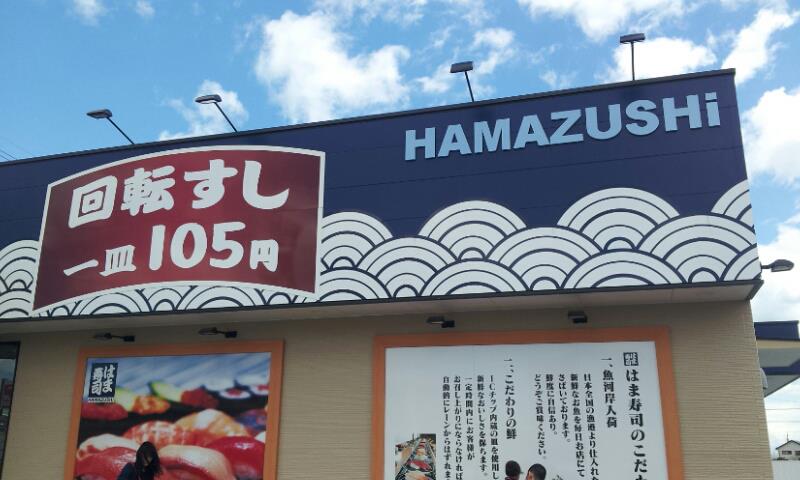 HAMAZUSHi
回転すし
一皿105円
はま
寿司
はま寿司のこだ
一、魚河岸入荷
日本全国の漁港より仕入れた
新鮮なお魚を毎日お店にて
さばいております。
鮮度に自信あり。
どうぞご賞味ください。
二、こだわりの鮮
ICチップ内蔵の皿を使用し
新鮮なおいしさを保ちます。
一定時間内にお客様が
お召し上がりにならなければ
自動的にレーンからはずれま